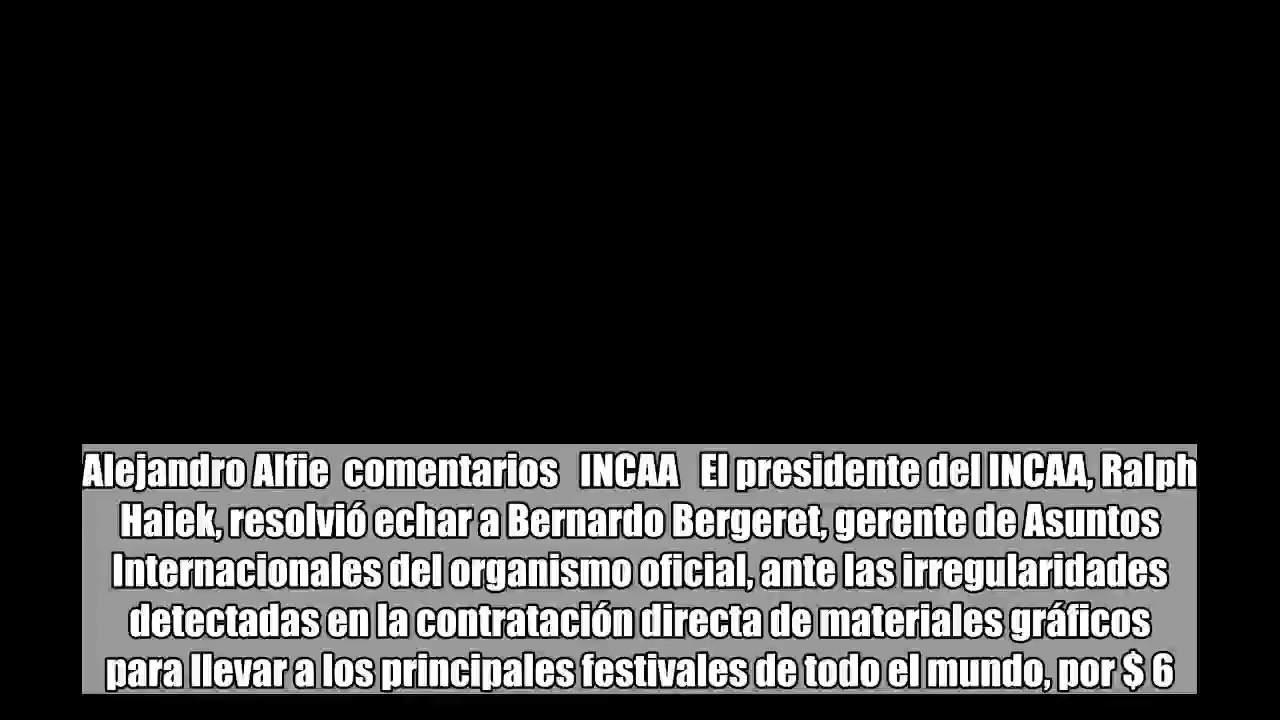 Alejandro Alfie comentarios INCAA El presidente del INCAA, Ralph
Haiek, resolvió echar a Bernardo Bergeret, gerente de Asuntos
Internacionales del organismo oficial, ante las irregularidades
detectadas en la contratación directa de materiales gráficos
para llevar a los principales festivales de todo el mundo, por $ 6